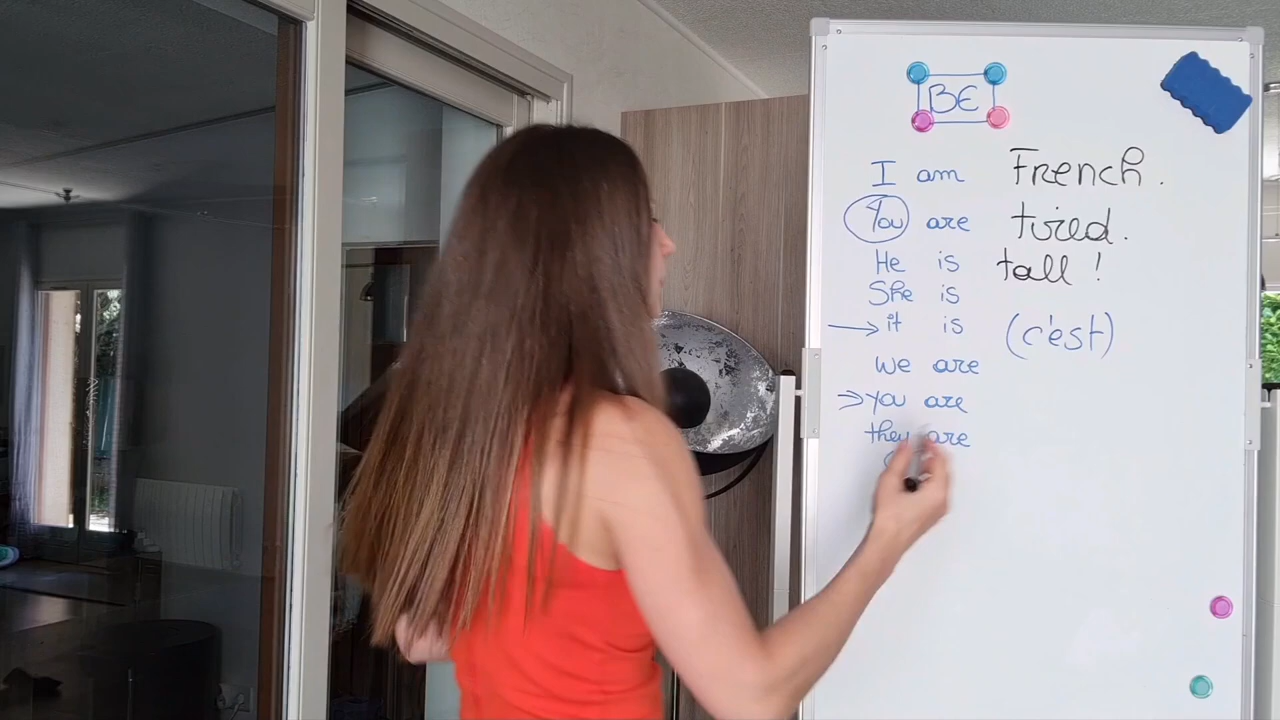 BE
I am French.
You are tired.
He is tall !
She is
→ it is (c'est)
we are
→ you are
they are